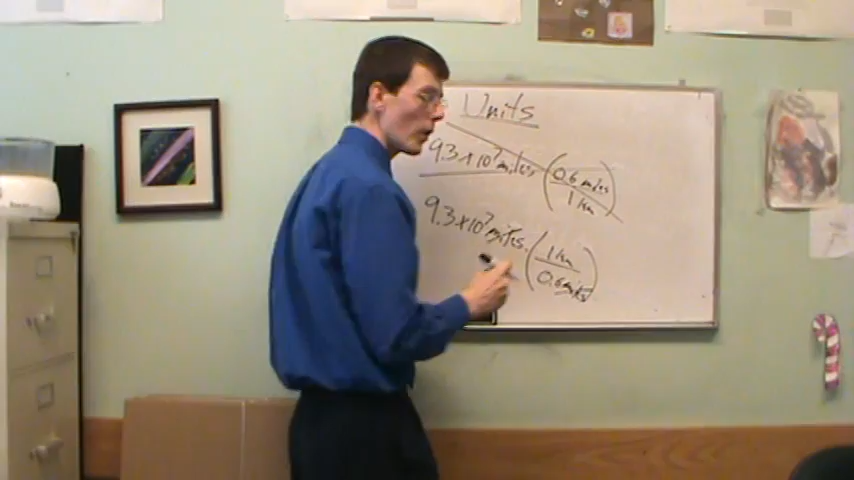 Units
9.3 x 10⁷ miles (0.6 miles / 1 km)
9.3 x 10⁷ miles · (1 km / 0.6 miles)